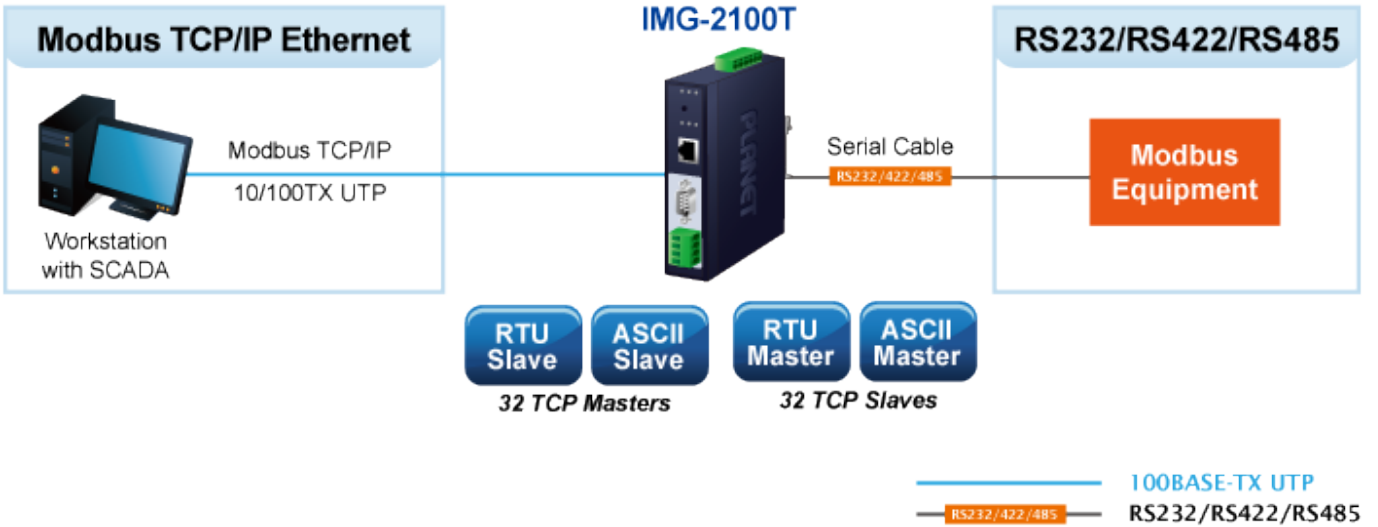 IMG-2100T
Modbus TCP/IP Ethernet
RS232/RS422/RS485
Modbus TCP/IP
10/100TX UTP
Workstation
with SCADA
PLANET
Serial Cable
RS232/422/485
Modbus
Equipment
RTU
Slave
ASCII
Slave
RTU
Master
ASCII
Master
32 TCP Masters
32 TCP Slaves
100BASE-TX UTP
RS232/422/485
RS232/RS422/RS485